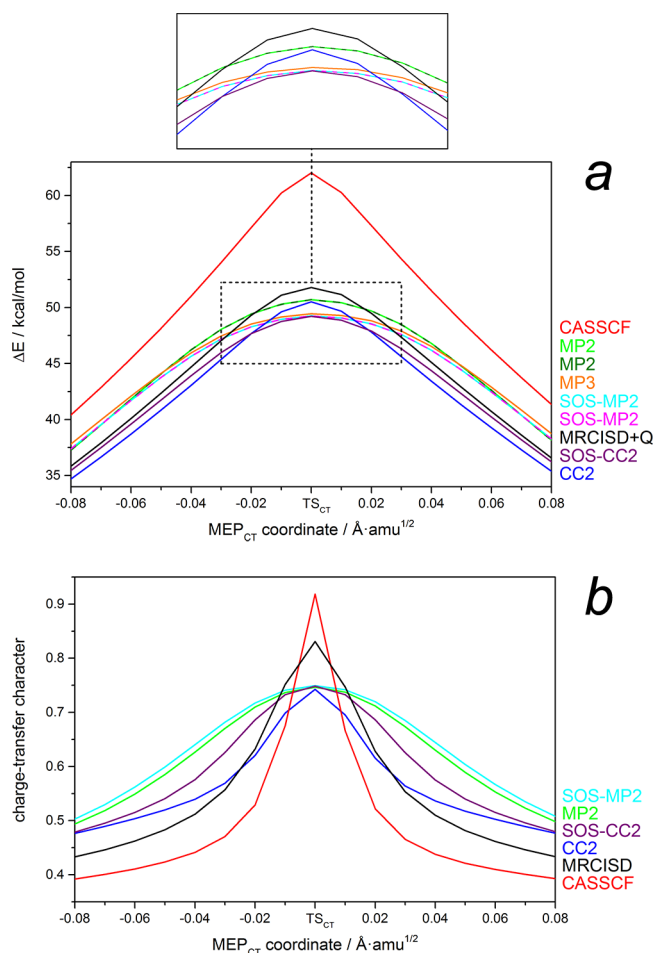 a
60
55
50
45
40
35
ΔE / kcal/mol
-0.08 -0.06 -0.04 -0.02 TS_CT 0.02 0.04 0.06 0.08
MEP_CT coordinate / Å·amu^1/2
CASSCF
MP2
MP2
MP3
SOS-MP2
SOS-MP2
MRCISD+Q
SOS-CC2
CC2
b
0.9
0.8
0.7
0.6
0.5
0.4
charge-transfer character
-0.08 -0.06 -0.04 -0.02 TS_CT 0.02 0.04 0.06 0.08
MEP_CT coordinate / Å·amu^1/2
SOS-MP2
MP2
SOS-CC2
CC2
MRCISD
CASSCF